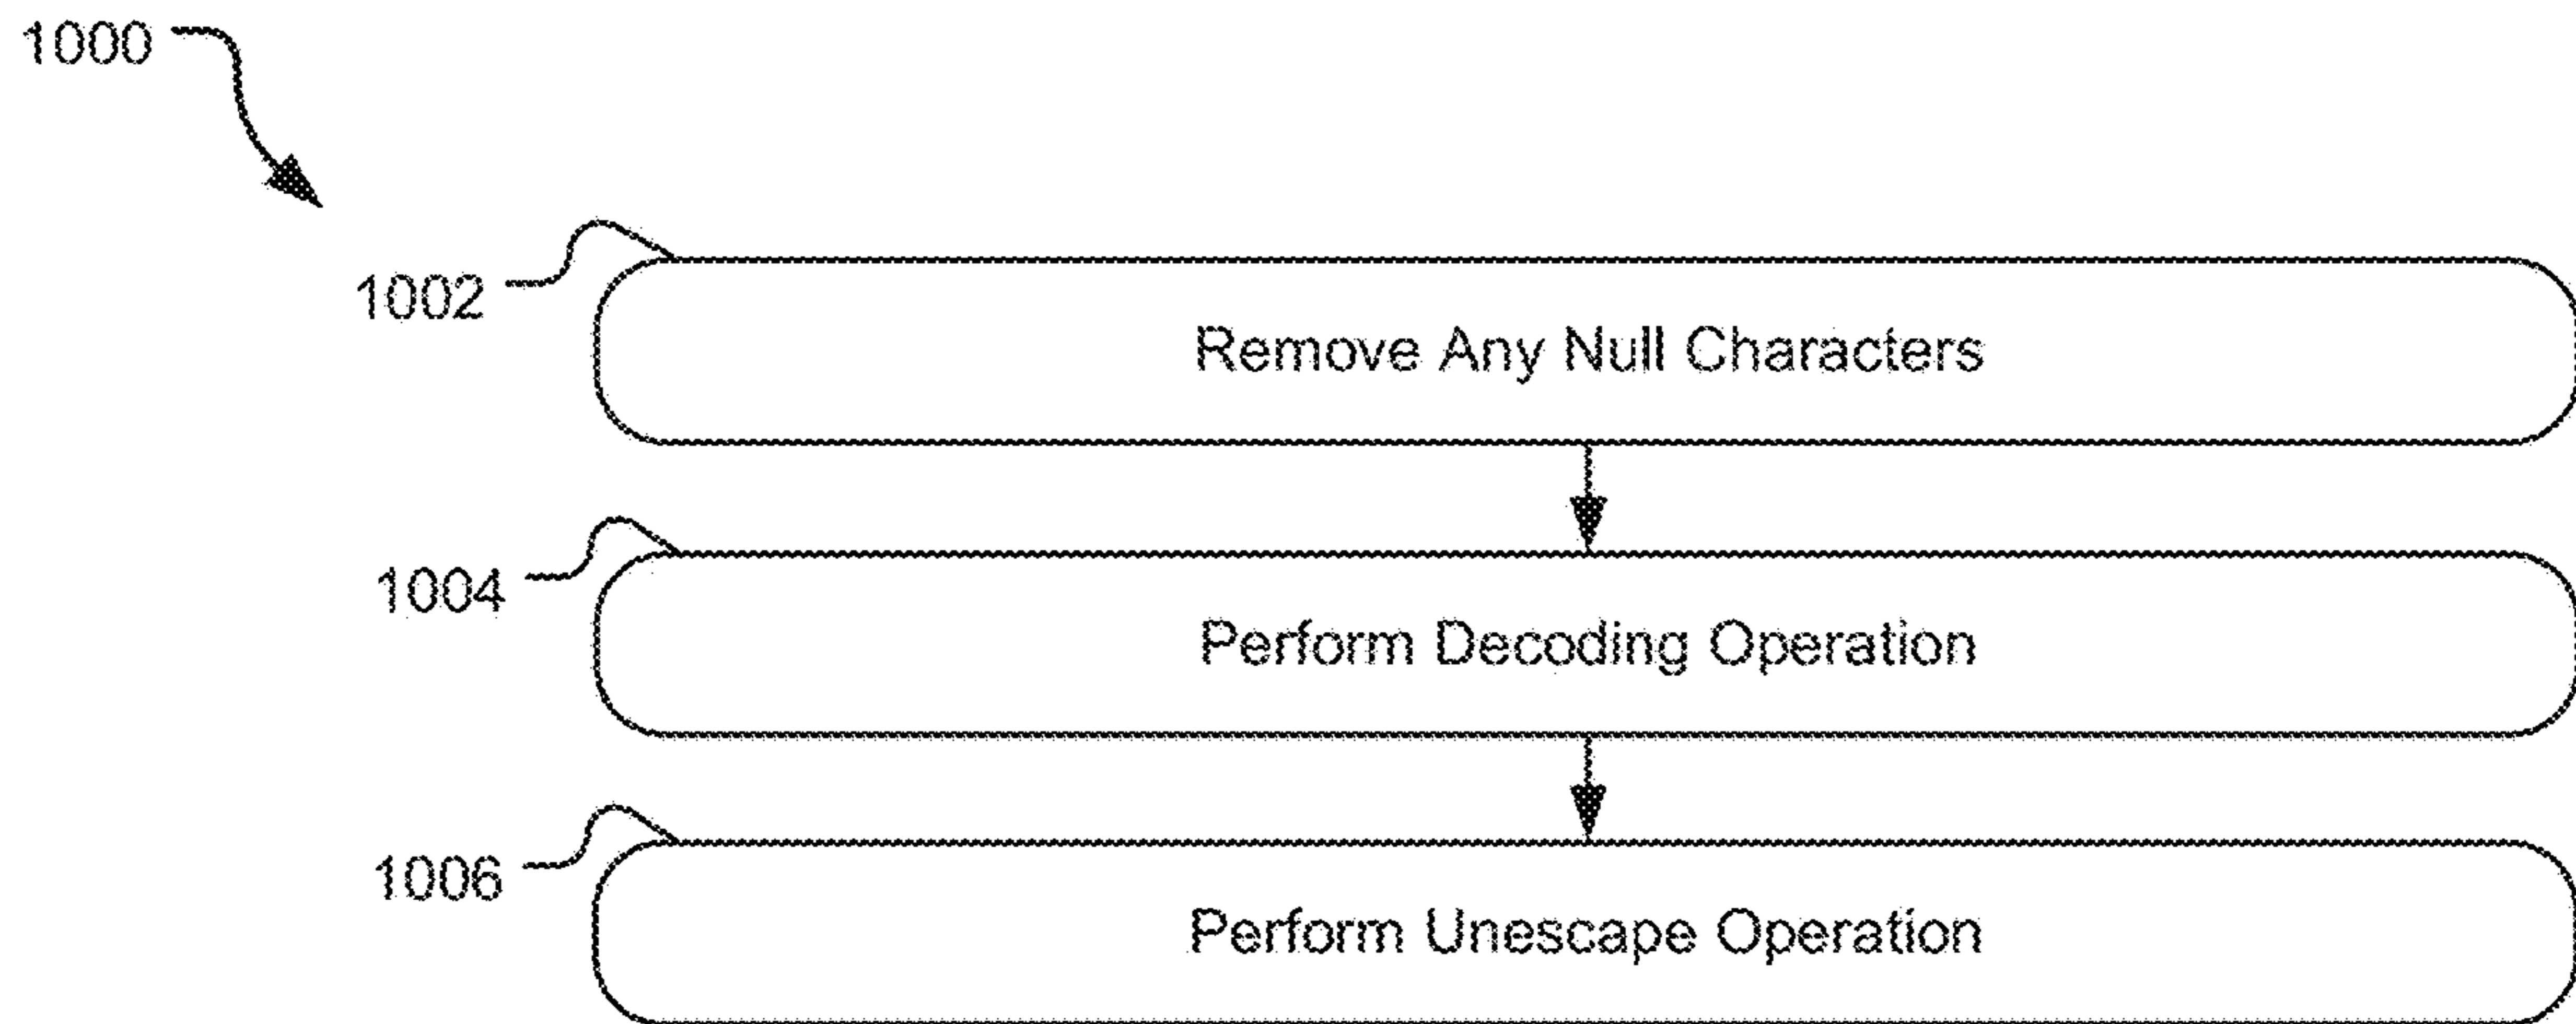 1000
1002
Remove Any Null Characters
1004
Perform Decoding Operation
1006
Perform Unescape Operation